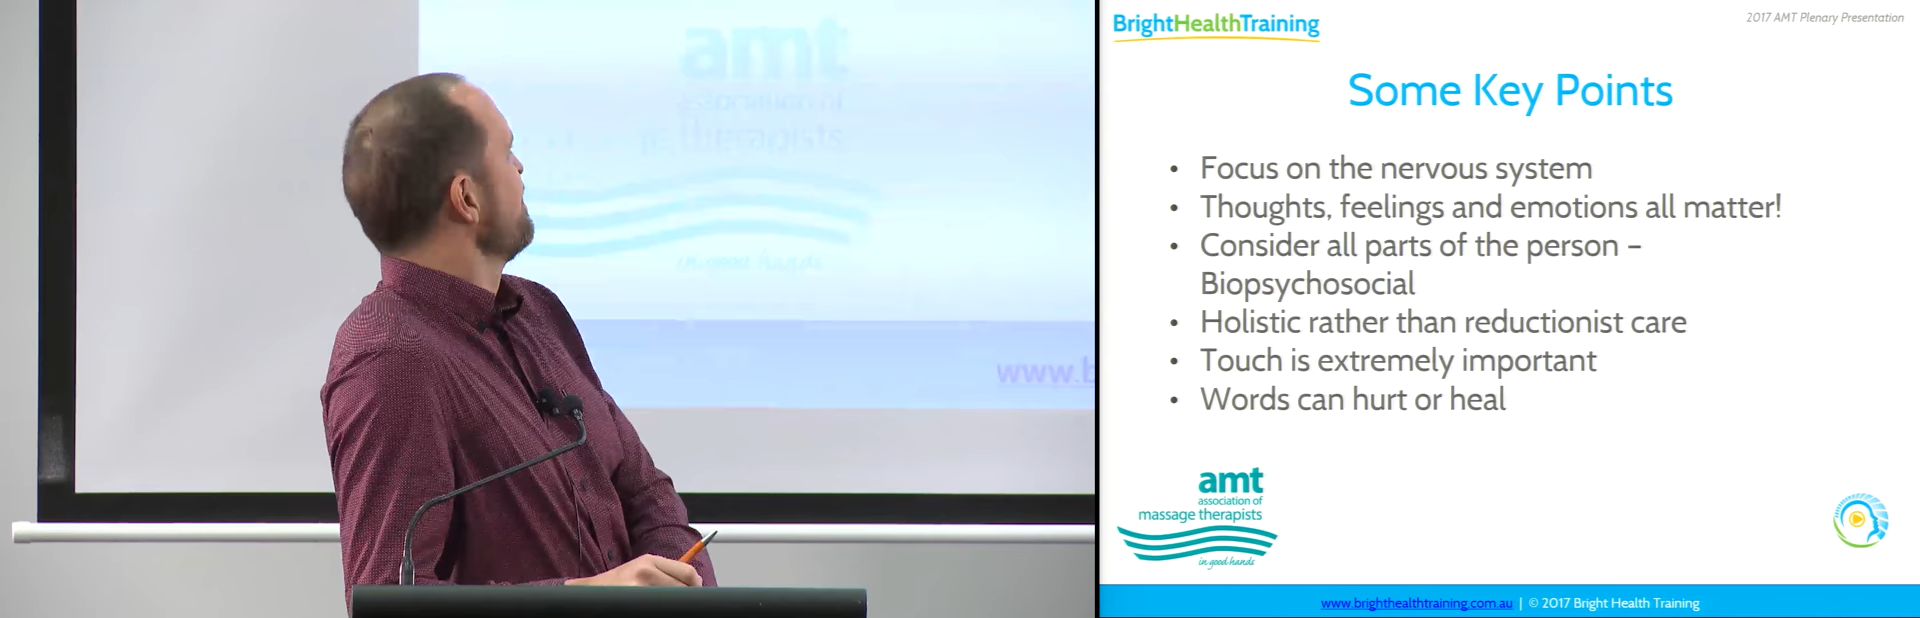 amt
association of
therapists
in good hands
www.b
BrightHealthTraining
2017 AMT Plenary Presentation
Some Key Points
• Focus on the nervous system
• Thoughts, feelings and emotions all matter!
• Consider all parts of the person –
Biopsychosocial
• Holistic rather than reductionist care
• Touch is extremely important
• Words can hurt or heal
amt
association of
massage therapists
in good hands
www.brighthealthtraining.com.au | © 2017 Bright Health Training